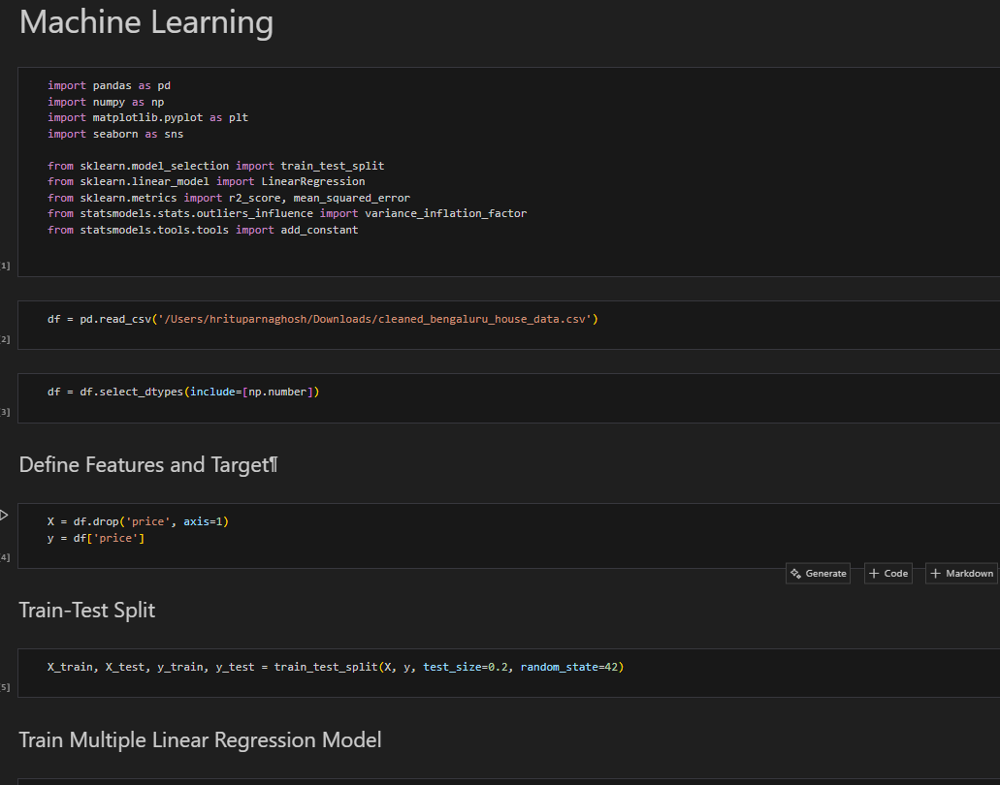 Machine Learning
import pandas as pd
import numpy as np
import matplotlib.pyplot as plt
import seaborn as sns
from sklearn.model_selection import train_test_split
from sklearn.linear_model import LinearRegression
from sklearn.metrics import r2_score, mean_squared_error
from statsmodels.stats.outliers_influence import variance_inflation_factor
from statsmodels.tools.tools import add_constant
1]
df = pd.read_csv('/Users/hrituparnaghosh/Downloads/cleaned_bengaluru_house_data.csv')
2]
df = df.select_dtypes(include=[np.number])
3]
Define Features and Target¶
X = df.drop('price', axis=1)
y = df['price']
4]
Generate + Code + Markdown
Train-Test Split
X_train, X_test, y_train, y_test = train_test_split(X, y, test_size=0.2, random_state=42)
5]
Train Multiple Linear Regression Model